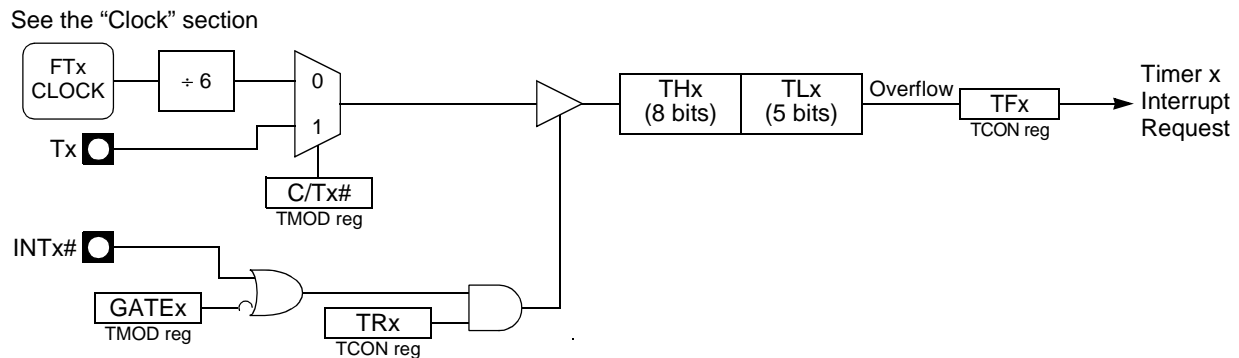 See the “Clock” section
FTx
CLOCK
÷ 6
0
1
Tx
C/Tx#
TMOD reg
THx
(8 bits)
TLx
(5 bits)
Overflow
TFx
TCON reg
Timer x
Interrupt
Request
INTx#
GATEx
TMOD reg
TRx
TCON reg